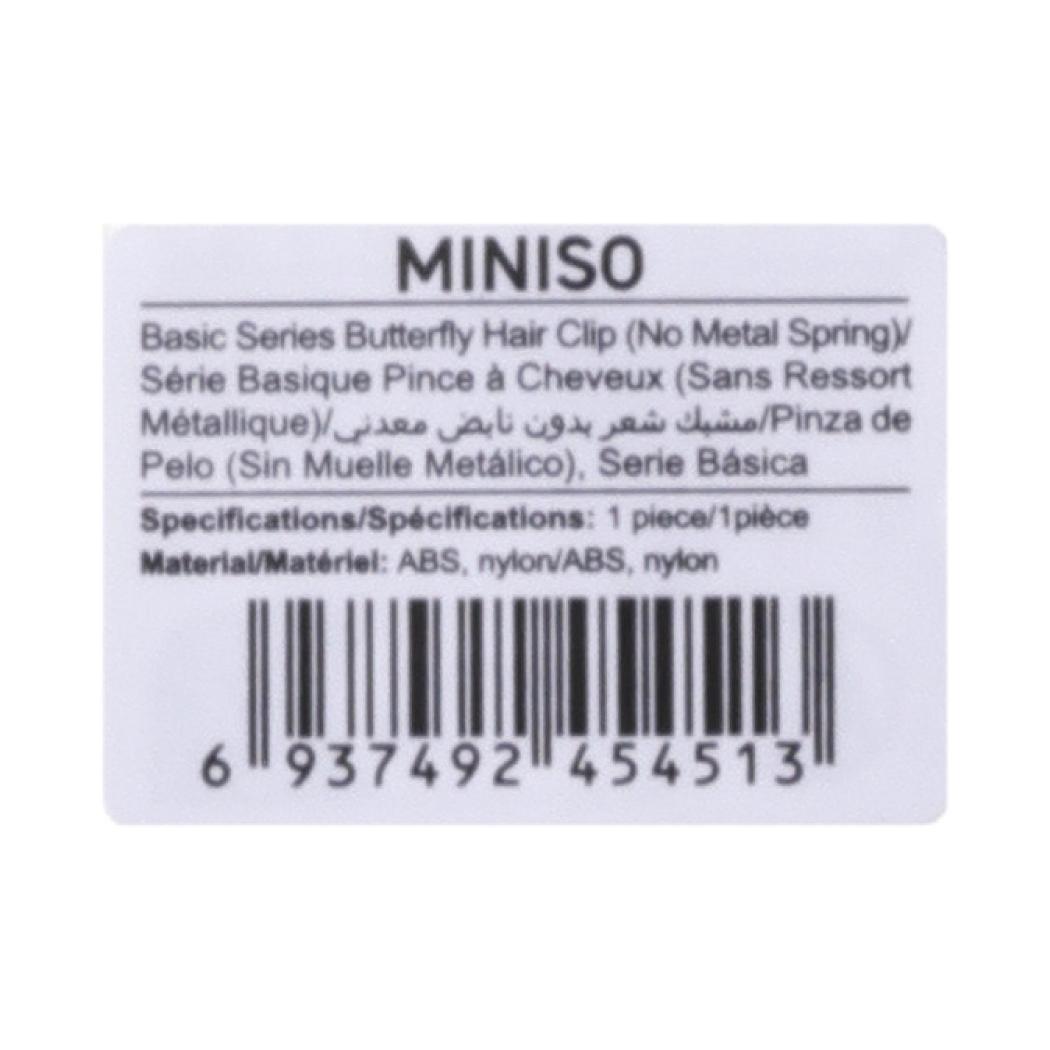 MINISO
Basic Series Butterfly Hair Clip (No Metal Spring)/
Série Basique Pince à Cheveux (Sans Ressort
Métallique)/مشبك شعر بدون نابض معدني/Pinza de
Pelo (Sin Muelle Metálico), Serie Básica
Specifications/Spécifications: 1 piece/1pièce
Material/Matériel: ABS, nylon/ABS, nylon
6 937492 454513